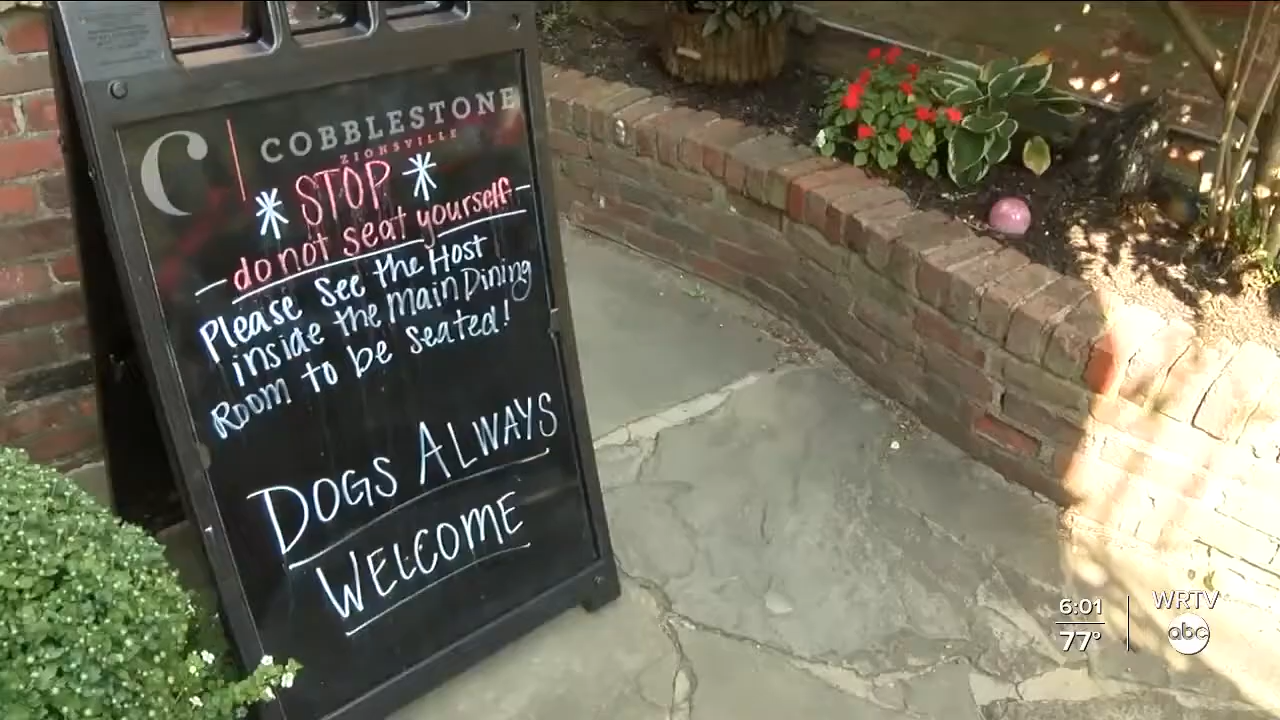 C | COBBLESTONE
ZIONSVILLE
* STOP *
- do not seat yourself -
Please see the Host
inside the Main Dining
Room to be seated!
DOGS ALWAYS
WELCOME
6:01
77°
WRTV
abc